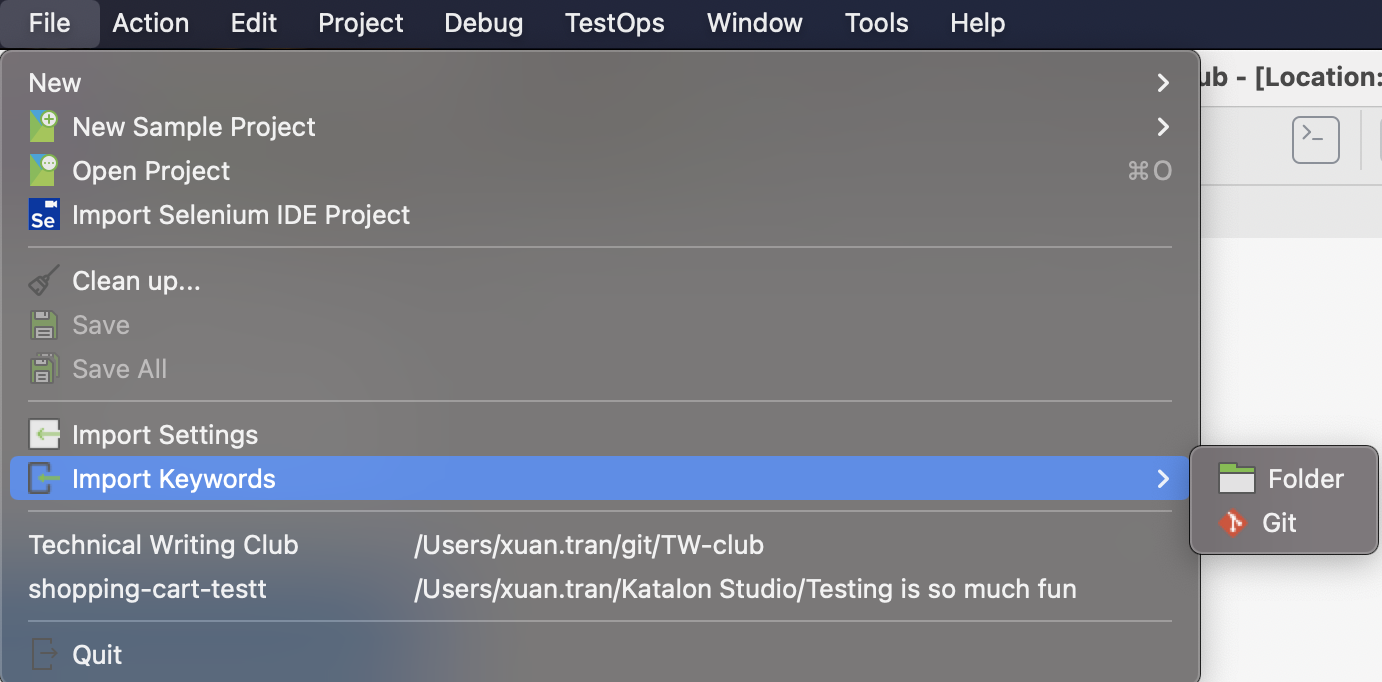 File Action Edit Project Debug TestOps Window Tools Help
ub - [Location:
New
New Sample Project
Open Project ⌘O
Se Import Selenium IDE Project
Clean up...
Save
Save All
Import Settings
Import Keywords
Folder
Git
Technical Writing Club /Users/xuan.tran/git/TW-club
shopping-cart-testt /Users/xuan.tran/Katalon Studio/Testing is so much fun
Quit